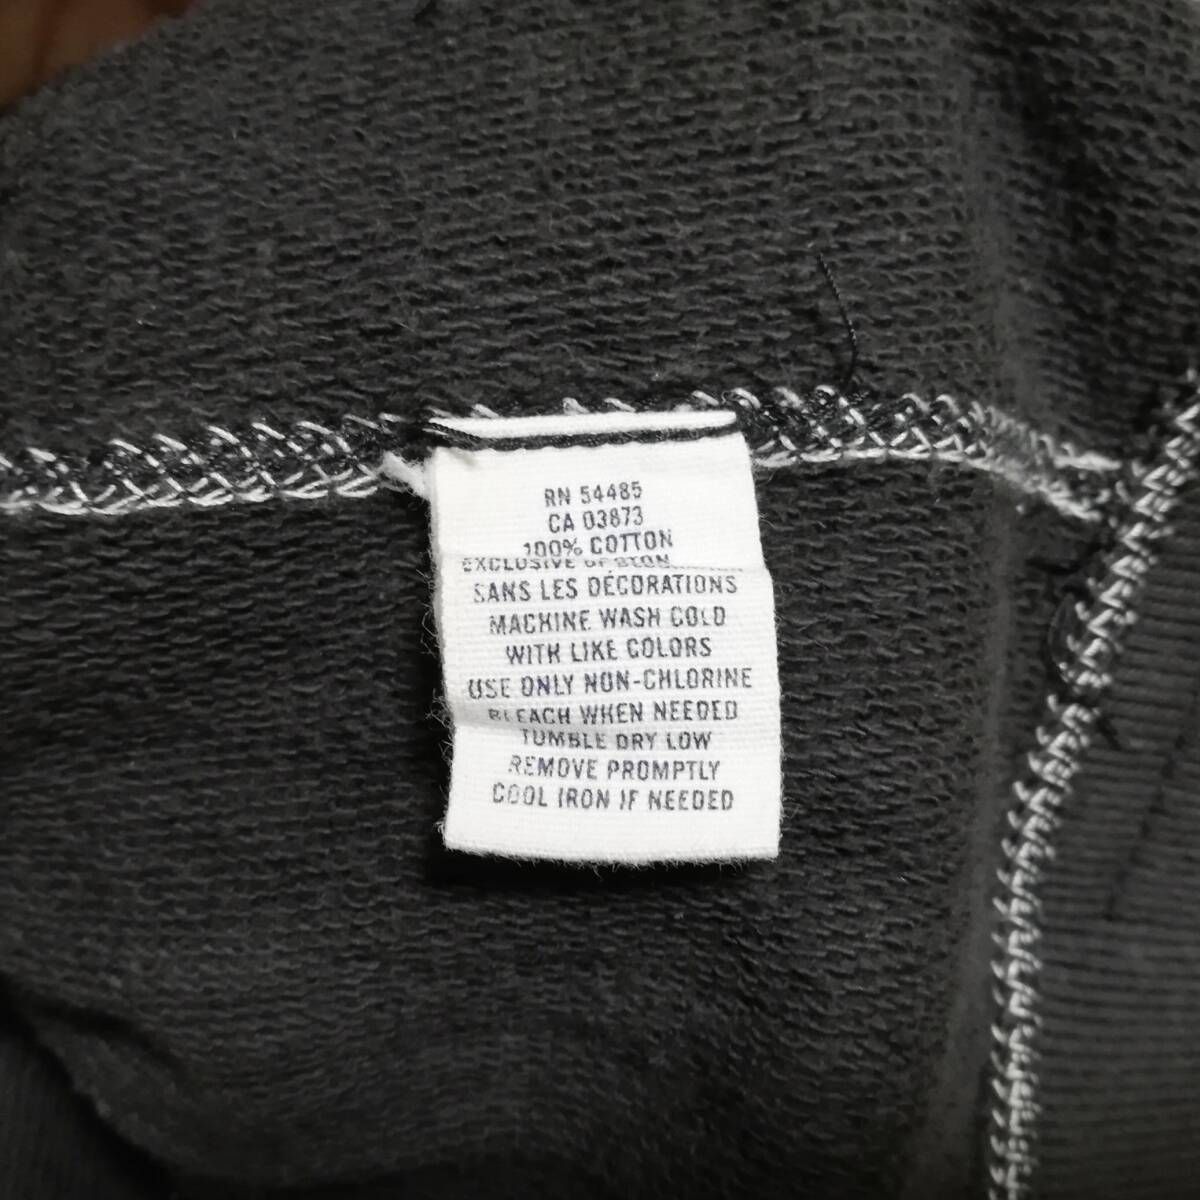 RN 54485
CA 03873
100% COTTON
EXCLUSIVE OF
SANS LES DÉCORATIONS
MACHINE WASH COLD
WITH LIKE COLORS
USE ONLY NON-CHLORINE
BLEACH WHEN NEEDED
TUMBLE DRY LOW
REMOVE PROMPTLY
COOL IRON IF NEEDED